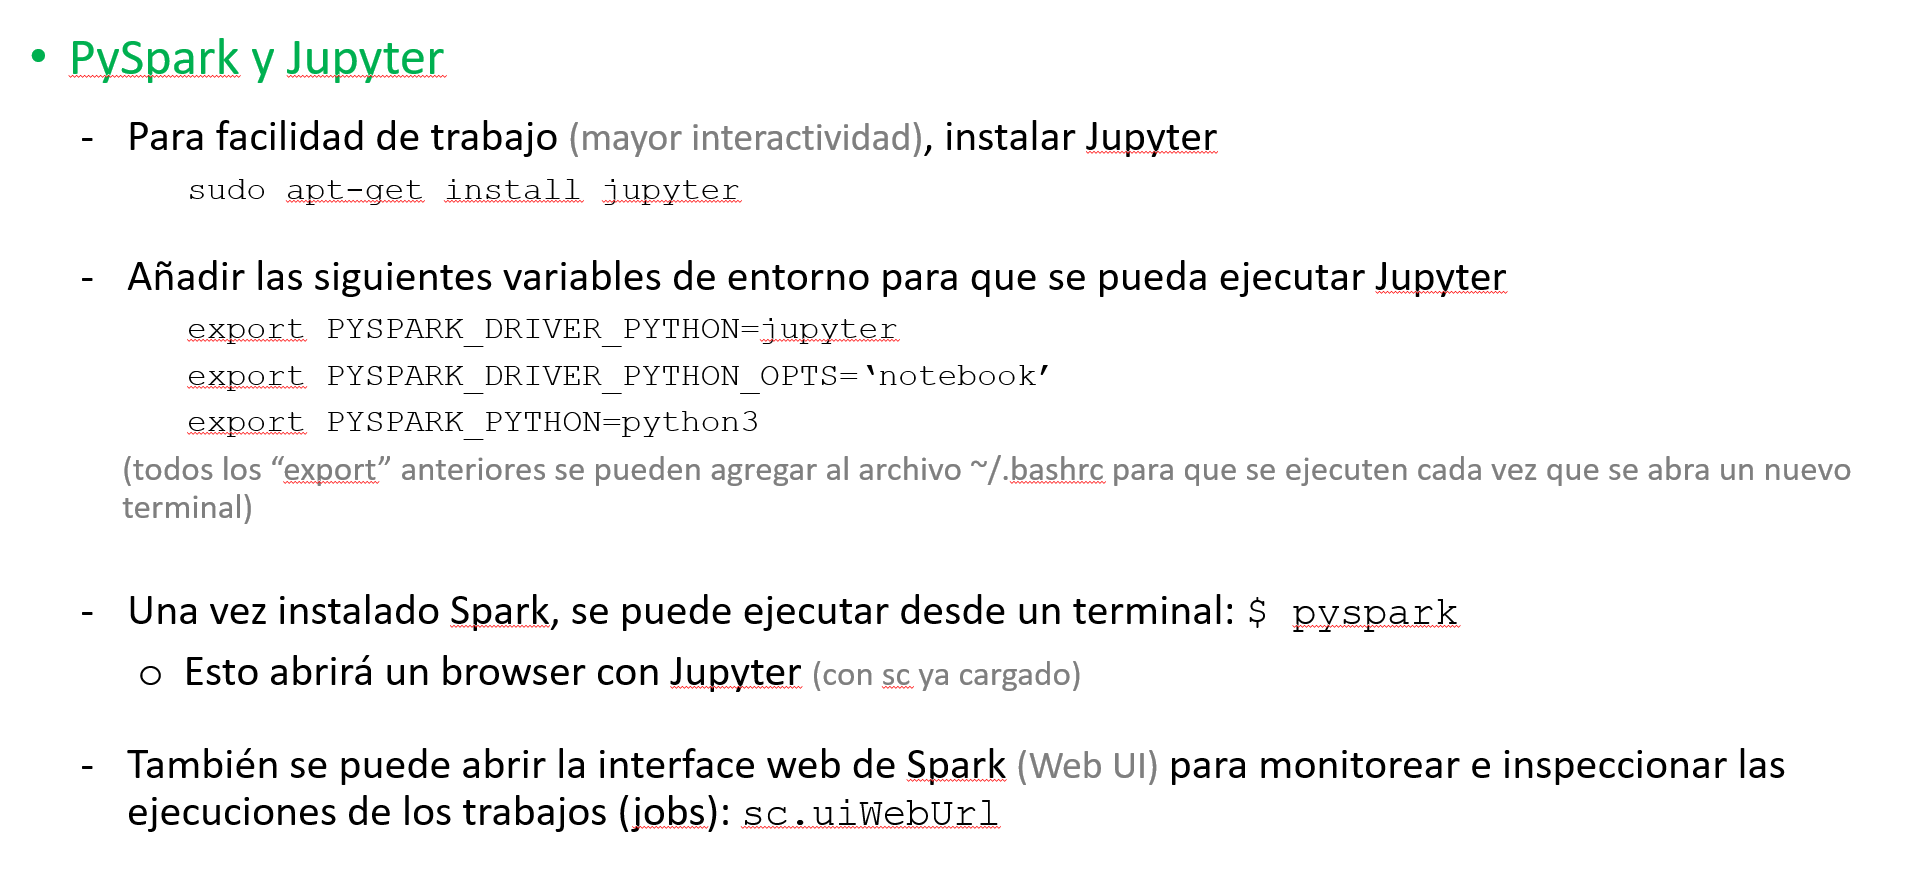 • PySpark y Jupyter
- Para facilidad de trabajo (mayor interactividad), instalar Jupyter
sudo apt-get install jupyter
- Añadir las siguientes variables de entorno para que se pueda ejecutar Jupyter
export PYSPARK_DRIVER_PYTHON=jupyter
export PYSPARK_DRIVER_PYTHON_OPTS=‘notebook’
export PYSPARK_PYTHON=python3
(todos los “export” anteriores se pueden agregar al archivo ~/.bashrc para que se ejecuten cada vez que se abra un nuevo
terminal)
- Una vez instalado Spark, se puede ejecutar desde un terminal: $ pyspark
o Esto abrirá un browser con Jupyter (con sc ya cargado)
- También se puede abrir la interface web de Spark (Web UI) para monitorear e inspeccionar las
ejecuciones de los trabajos (jobs): sc.uiWebUrl